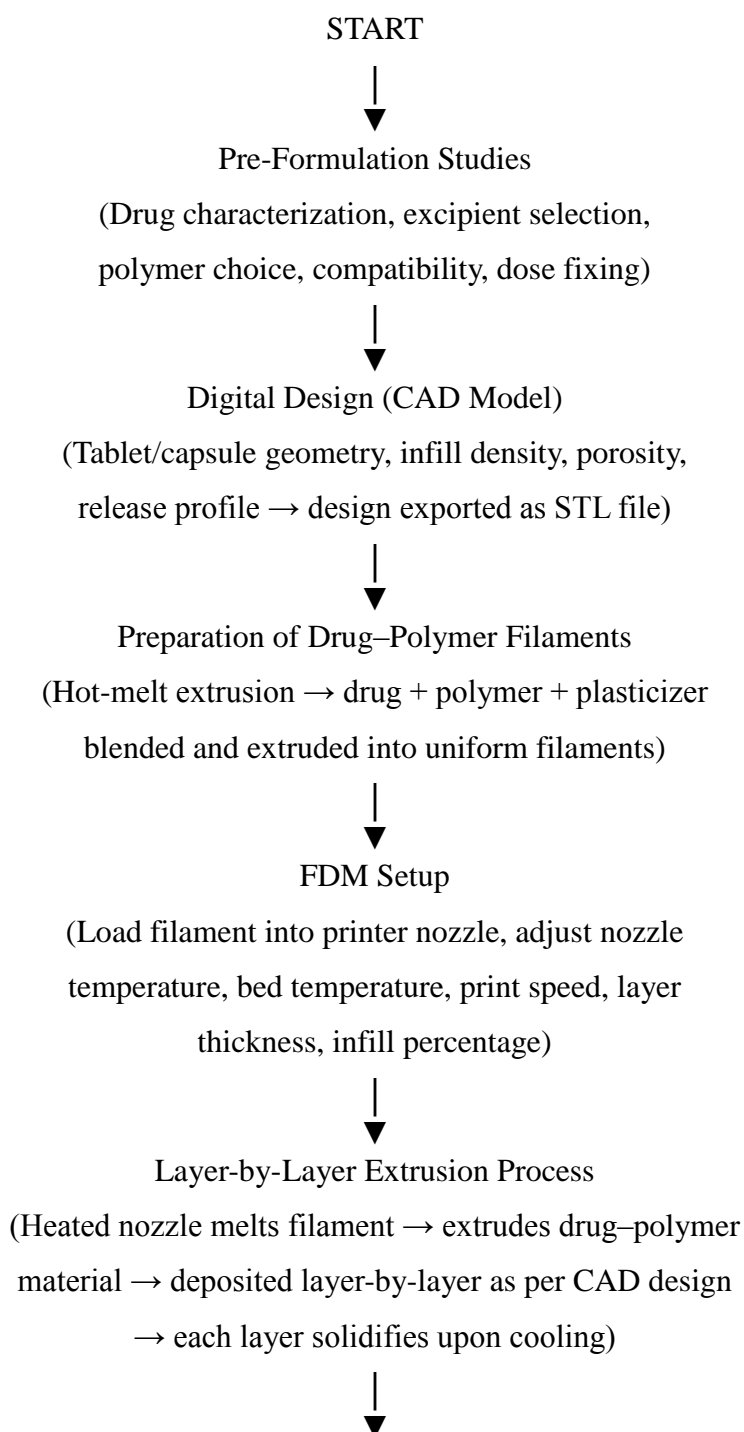 START
Pre-Formulation Studies
(Drug characterization, excipient selection,
polymer choice, compatibility, dose fixing)
Digital Design (CAD Model)
(Tablet/capsule geometry, infill density, porosity,
release profile → design exported as STL file)
Preparation of Drug–Polymer Filaments
(Hot-melt extrusion → drug + polymer + plasticizer
blended and extruded into uniform filaments)
FDM Setup
(Load filament into printer nozzle, adjust nozzle
temperature, bed temperature, print speed, layer
thickness, infill percentage)
Layer-by-Layer Extrusion Process
(Heated nozzle melts filament → extrudes drug–polymer
material → deposited layer-by-layer as per CAD design
→ each layer solidifies upon cooling)